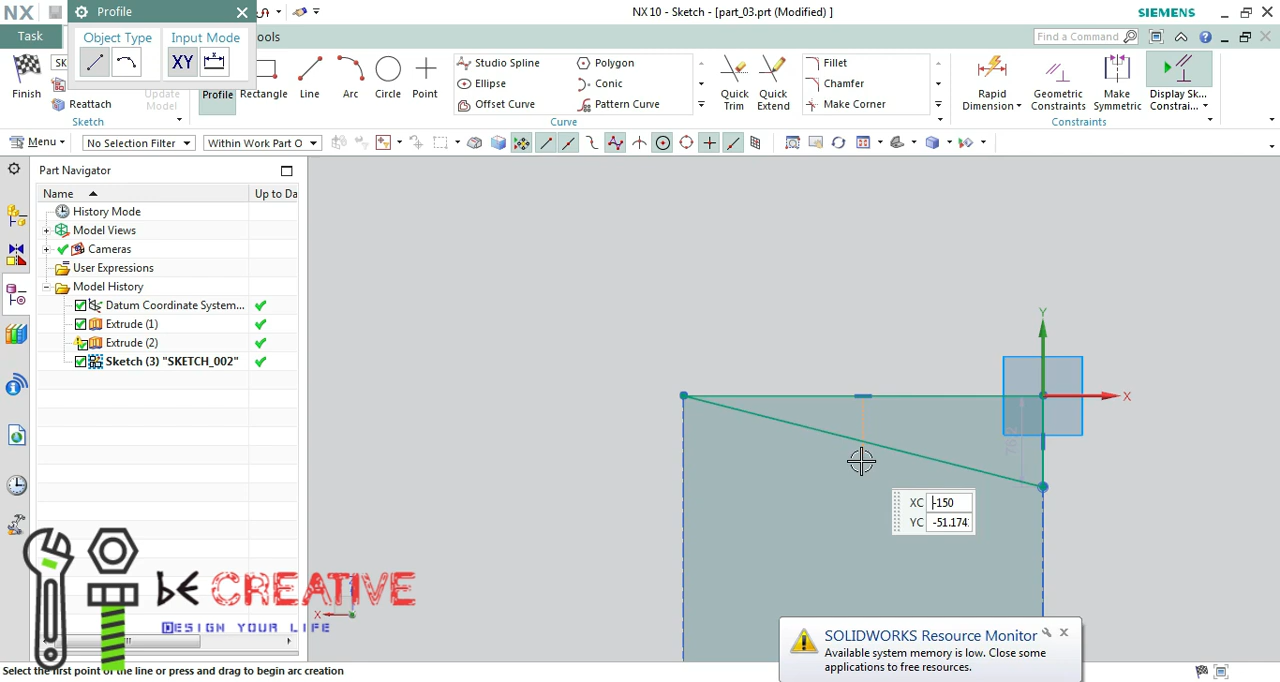 NX
Profile
NX 10 - Sketch - [part_03.prt (Modified) ]
SIEMENS
Task
Object Type
Input Mode
XY
ols
Find a Command
Finish
SK
Reattach
Update
Model
Sketch
Profile
Rectangle
Line
Arc
Circle
Point
Studio Spline
Polygon
Ellipse
Conic
Offset Curve
Pattern Curve
Curve
Quick
Trim
Quick
Extend
Fillet
Chamfer
Make Corner
Rapid
Dimension
Geometric
Constraints
Make
Symmetric
Display Sk...
Constrai...
Constraints
Menu
No Selection Filter
Within Work Part O
Part Navigator
Name
Up to Da
History Mode
Model Views
Cameras
User Expressions
Model History
Datum Coordinate System...
Extrude (1)
Extrude (2)
Sketch (3) "SKETCH_002"
Y
X
XC
-150
YC
-51.174
bE CREATIVE
DESIGN YOUR LIFE
X
SOLIDWORKS Resource Monitor
Available system memory is low. Close some
applications to free resources.
Select the first point of the line or press and drag to begin arc creation